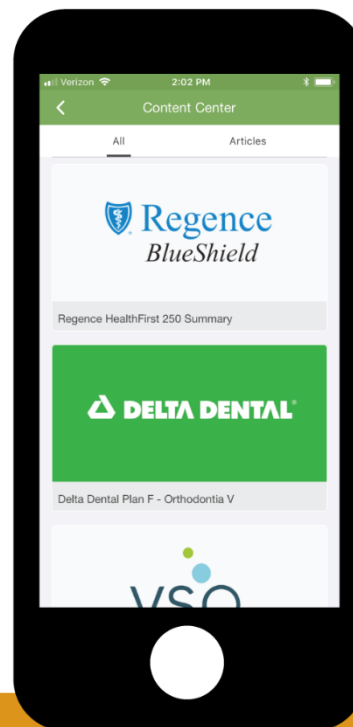 Verizon 2:02 PM
Content Center
All Articles
Regence
BlueShield
Regence HealthFirst 250 Summary
DELTA DENTAL®
Delta Dental Plan F - Orthodontia V